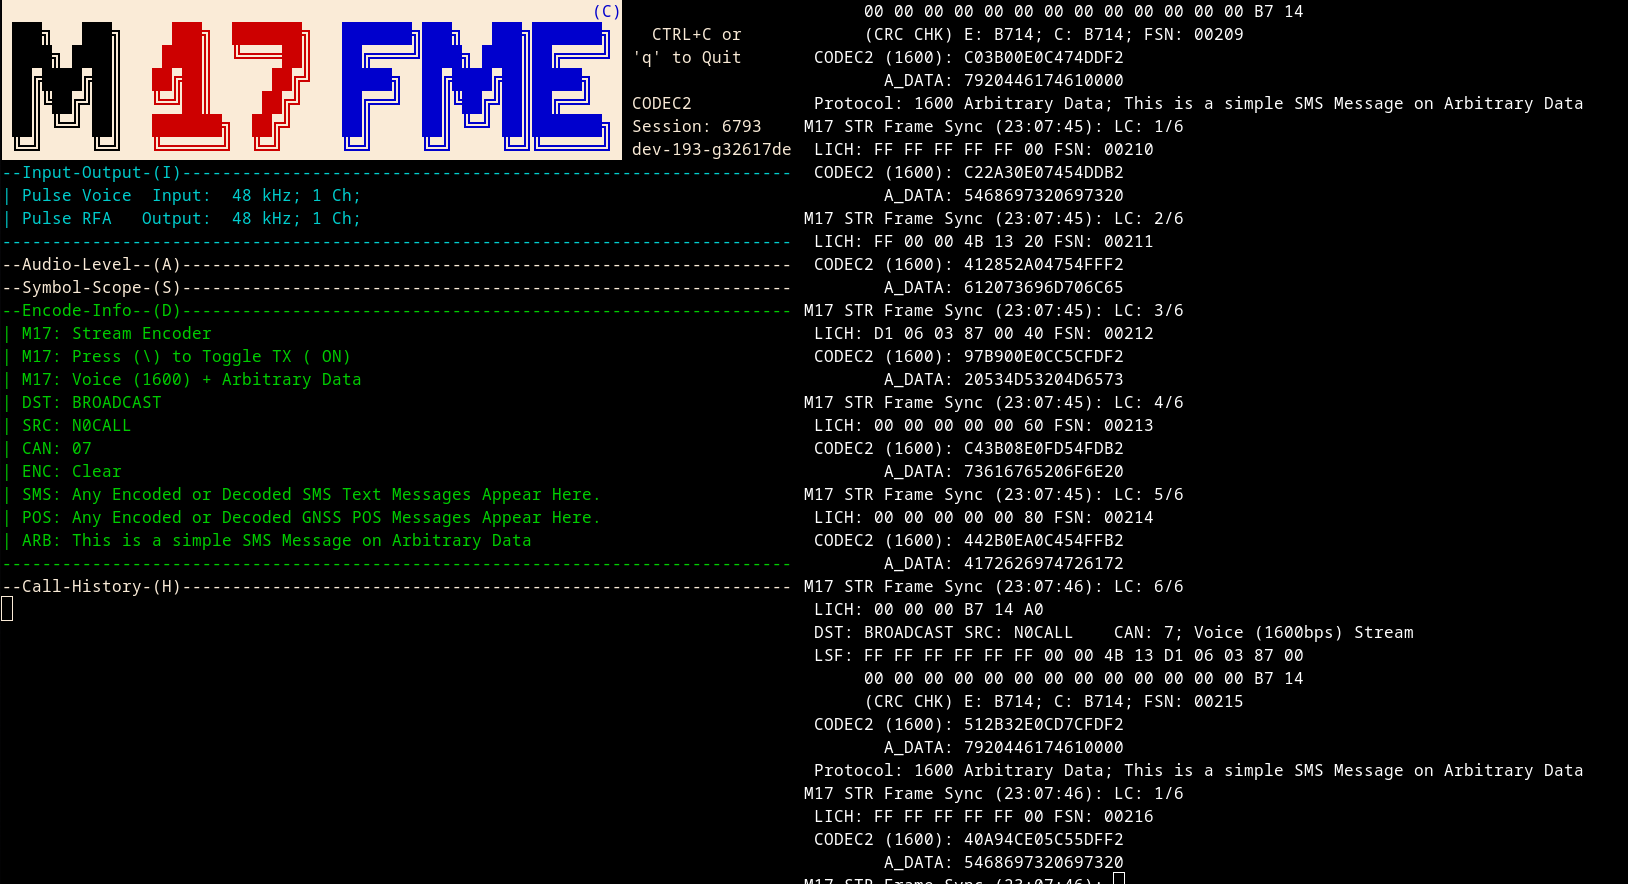 (C)
M17 FME
CTRL+C or
'q' to Quit
CODEC2
Session: 6793
dev-193-g32617de
--Input-Output-(I)-------------------------------------------------------------
| Pulse Voice  Input:  48 kHz; 1 Ch;
| Pulse RFA   Output:  48 kHz; 1 Ch;
-------------------------------------------------------------------------------
--Audio-Level--(A)-------------------------------------------------------------
--Symbol-Scope-(S)-------------------------------------------------------------
--Encode-Info--(D)-------------------------------------------------------------
| M17: Stream Encoder
| M17: Press (\) to Toggle TX ( ON)
| M17: Voice (1600) + Arbitrary Data
| DST: BROADCAST
| SRC: N0CALL
| CAN: 07
| ENC: Clear
| SMS: Any Encoded or Decoded SMS Text Messages Appear Here.
| POS: Any Encoded or Decoded GNSS POS Messages Appear Here.
| ARB: This is a simple SMS Message on Arbitrary Data
-------------------------------------------------------------------------------
--Call-History-(H)-------------------------------------------------------------
00 00 00 00 00 00 00 00 00 00 00 00 00 B7 14
(CRC CHK) E: B714; C: B714; FSN: 00209
CODEC2 (1600): C03B00E0C474DDF2
A_DATA: 7920446174610000
Protocol: 1600 Arbitrary Data; This is a simple SMS Message on Arbitrary Data
M17 STR Frame Sync (23:07:45): LC: 1/6
LICH: FF FF FF FF FF 00 FSN: 00210
CODEC2 (1600): C22A30E07454DDB2
A_DATA: 5468697320697320
M17 STR Frame Sync (23:07:45): LC: 2/6
LICH: FF 00 00 4B 13 20 FSN: 00211
CODEC2 (1600): 412852A04754FFF2
A_DATA: 612073696D706C65
M17 STR Frame Sync (23:07:45): LC: 3/6
LICH: D1 06 03 87 00 40 FSN: 00212
CODEC2 (1600): 97B900E0CC5CFDF2
A_DATA: 20534D53204D6573
M17 STR Frame Sync (23:07:45): LC: 4/6
LICH: 00 00 00 00 00 60 FSN: 00213
CODEC2 (1600): C43B08E0FD54FDB2
A_DATA: 73616765206F6E20
M17 STR Frame Sync (23:07:45): LC: 5/6
LICH: 00 00 00 00 00 80 FSN: 00214
CODEC2 (1600): 442B0EA0C454FFB2
A_DATA: 4172626974726172
M17 STR Frame Sync (23:07:46): LC: 6/6
LICH: 00 00 00 B7 14 A0
DST: BROADCAST SRC: N0CALL    CAN: 7; Voice (1600bps) Stream
LSF: FF FF FF FF FF FF 00 00 4B 13 D1 06 03 87 00
00 00 00 00 00 00 00 00 00 00 00 00 00 B7 14
(CRC CHK) E: B714; C: B714; FSN: 00215
CODEC2 (1600): 512B32E0CD7CFDF2
A_DATA: 7920446174610000
Protocol: 1600 Arbitrary Data; This is a simple SMS Message on Arbitrary Data
M17 STR Frame Sync (23:07:46): LC: 1/6
LICH: FF FF FF FF FF 00 FSN: 00216
CODEC2 (1600): 40A94CE05C55DFF2
A_DATA: 5468697320697320
M17 STR Frame Sync (23:07:46):